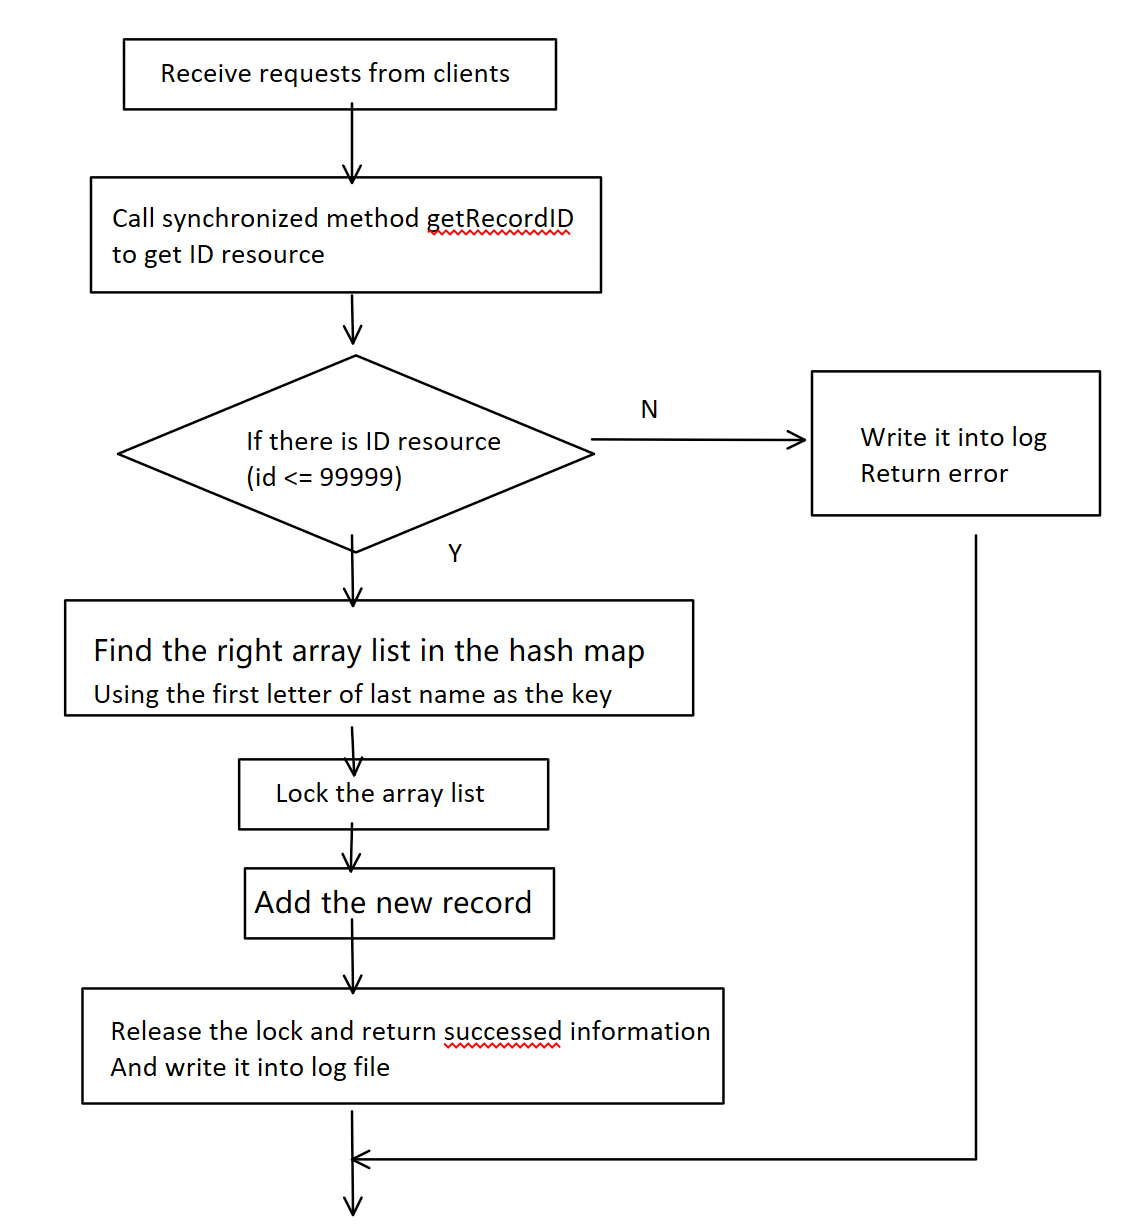 Receive requests from clients
Call synchronized method getRecordID
to get ID resource
If there is ID resource
(id <= 99999)
N
Write it into log
Return error
Y
Find the right array list in the hash map
Using the first letter of last name as the key
Lock the array list
Add the new record
Release the lock and return successed information
And write it into log file